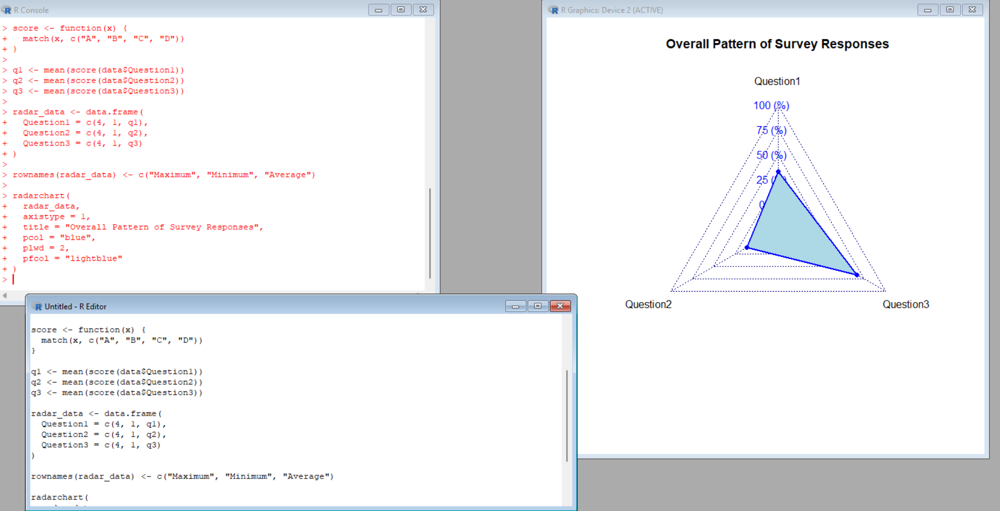 R Console
> score <- function(x) {
+   match(x, c("A", "B", "C", "D"))
+ }
>
> q1 <- mean(score(data$Question1))
> q2 <- mean(score(data$Question2))
> q3 <- mean(score(data$Question3))
>
> radar_data <- data.frame(
+   Question1 = c(4, 1, q1),
+   Question2 = c(4, 1, q2),
+   Question3 = c(4, 1, q3)
+ )
>
> rownames(radar_data) <- c("Maximum", "Minimum", "Average")
>
> radarchart(
+   radar_data,
+   axistype = 1,
+   title = "Overall Pattern of Survey Responses",
+   pcol = "blue",
+   plwd = 2,
+   pfcol = "lightblue"
+ )
>
R Graphics: Device 2 (ACTIVE)
Overall Pattern of Survey Responses
Question1
100 (%)
75 (%)
50 (%)
25 (
0
Question2
Question3
Untitled - R Editor
score <- function(x) {
  match(x, c("A", "B", "C", "D"))
}
q1 <- mean(score(data$Question1))
q2 <- mean(score(data$Question2))
q3 <- mean(score(data$Question3))
radar_data <- data.frame(
  Question1 = c(4, 1, q1),
  Question2 = c(4, 1, q2),
  Question3 = c(4, 1, q3)
)
rownames(radar_data) <- c("Maximum", "Minimum", "Average")
radarchart(